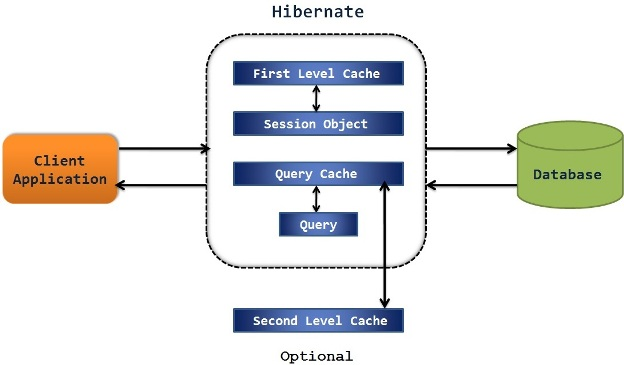 Hibernate
First Level Cache
Session Object
Client
Application
Query Cache
Database
Query
Second Level Cache
Optional